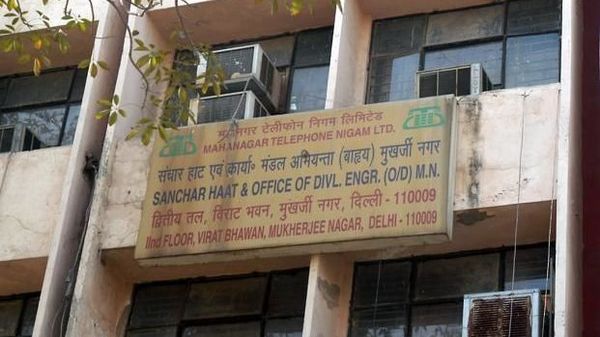 महानगर टेलीफोन निगम लिमिटेड
MAHANAGAR TELEPHONE NIGAM LTD.
संचार हाट एवं कार्या॰ मंडल अभियन्ता (बाहृय) मुखर्जी नगर
SANCHAR HAAT & OFFICE OF DIVL. ENGR. (O/D) M.N.
द्वितीय तल, विराट भवन, मुखर्जी नगर, दिल्ली - 110009
IInd FLOOR, VIRAT BHAWAN, MUKHERJEE NAGAR, DELHI - 110009